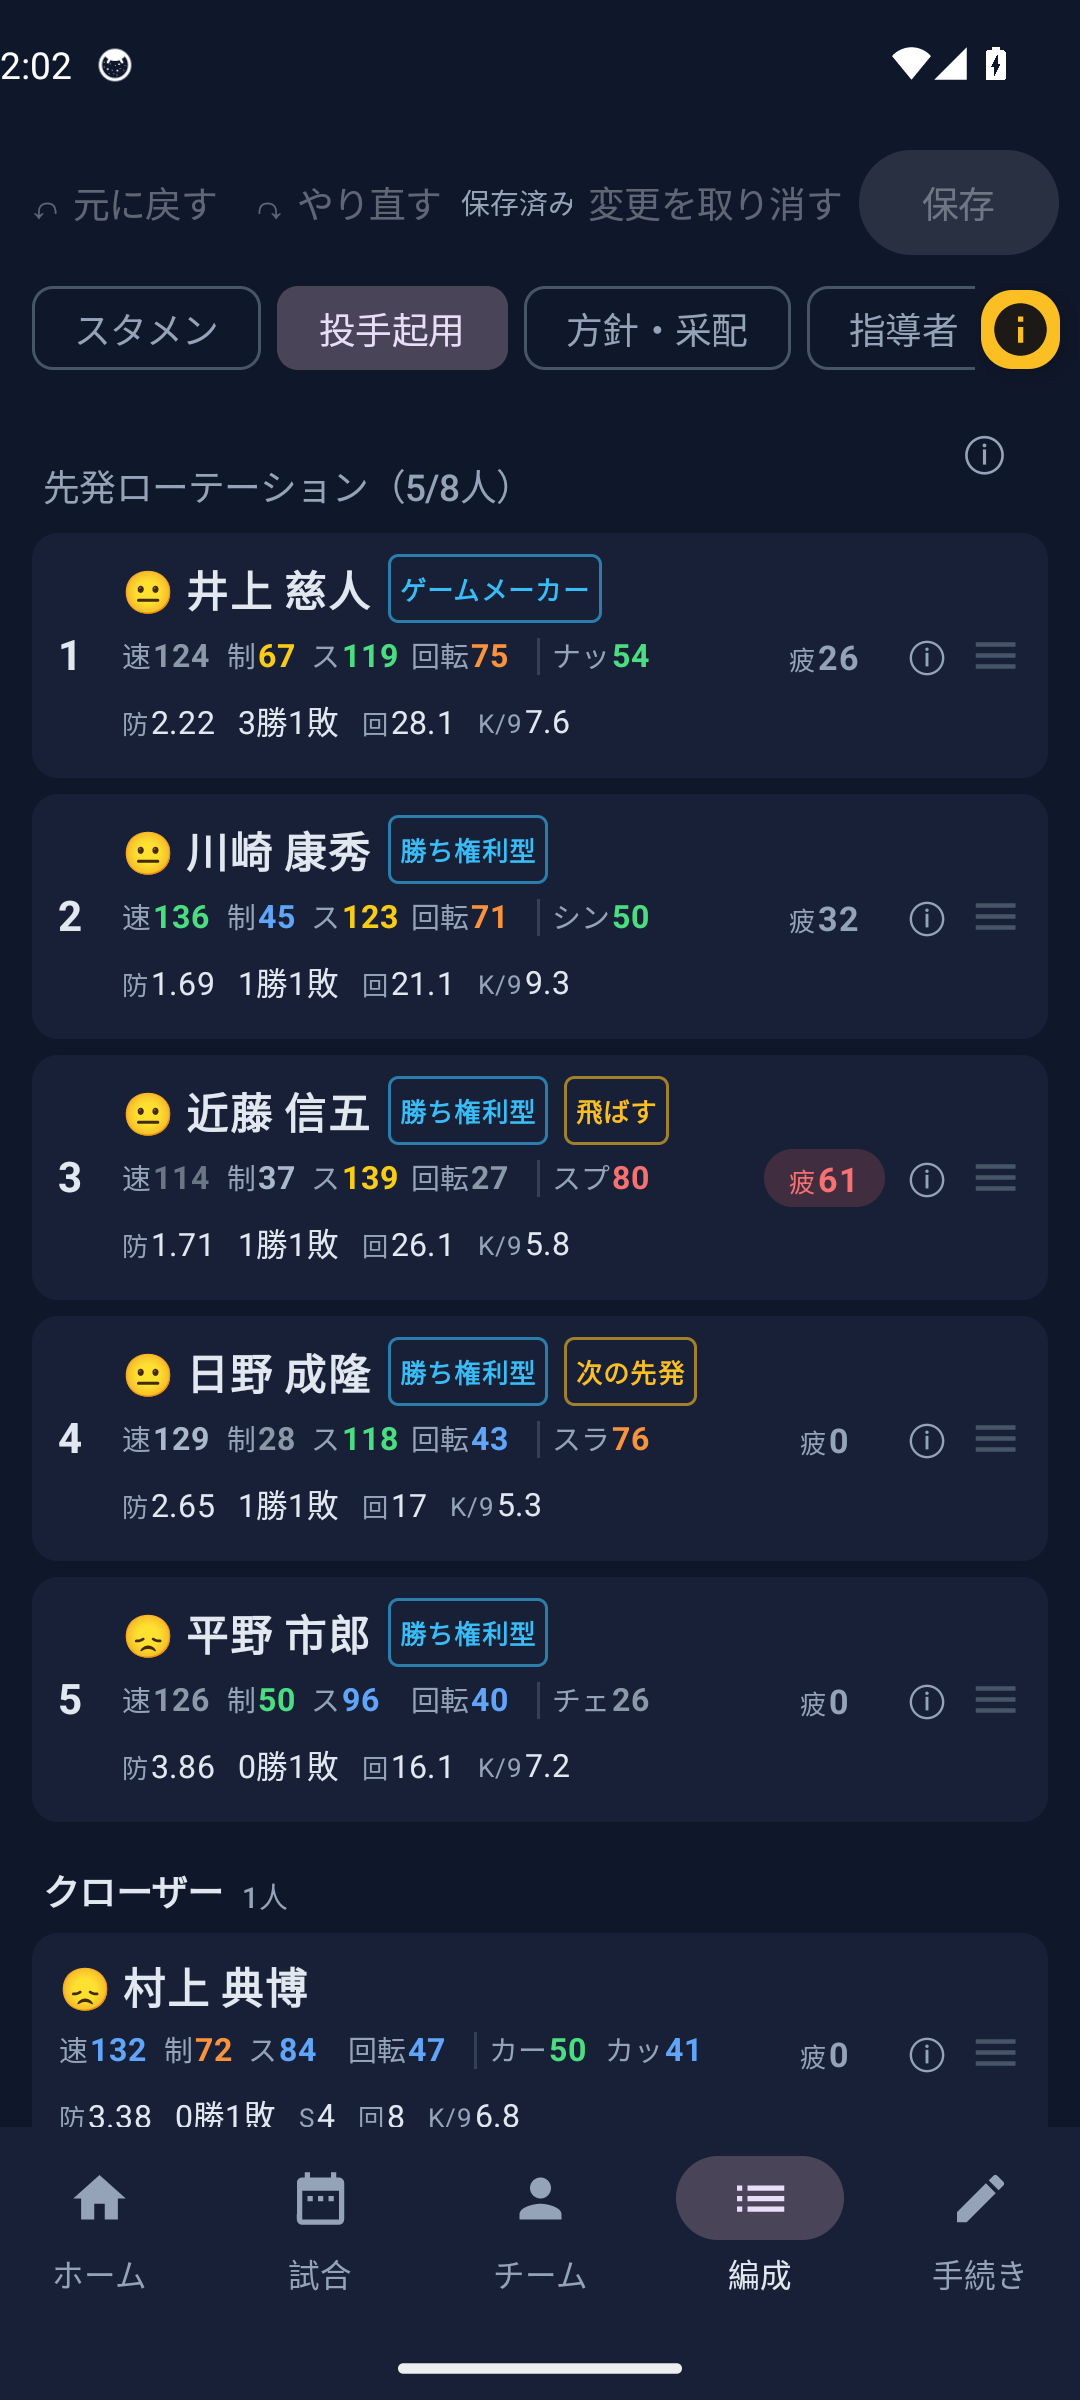 2:02
元に戻す やり直す 保存済み 変更を取り消す 保存
スタメン 投手起用 方針・采配 指導者
先発ローテーション（5/8人）
井上 慈人 ゲームメーカー
1 速124 制67 ス119 回転75 ナッ54 疲26
防2.22 3勝1敗 回28.1 K/9 7.6
川崎 康秀 勝ち権利型
2 速136 制45 ス123 回転71 シン50 疲32
防1.69 1勝1敗 回21.1 K/9 9.3
近藤 信五 勝ち権利型 飛ばす
3 速114 制37 ス139 回転27 スプ80 疲61
防1.71 1勝1敗 回26.1 K/9 5.8
日野 成隆 勝ち権利型 次の先発
4 速129 制28 ス118 回転43 スラ76 疲0
防2.65 1勝1敗 回17 K/9 5.3
平野 市郎 勝ち権利型
5 速126 制50 ス96 回転40 チェ26 疲0
防3.86 0勝1敗 回16.1 K/9 7.2
クローザー 1人
村上 典博
速132 制72 ス84 回転47 カー50 カッ41 疲0
防3.38 0勝1敗 S4 回8 K/9 6.8
ホーム 試合 チーム 編成 手続き